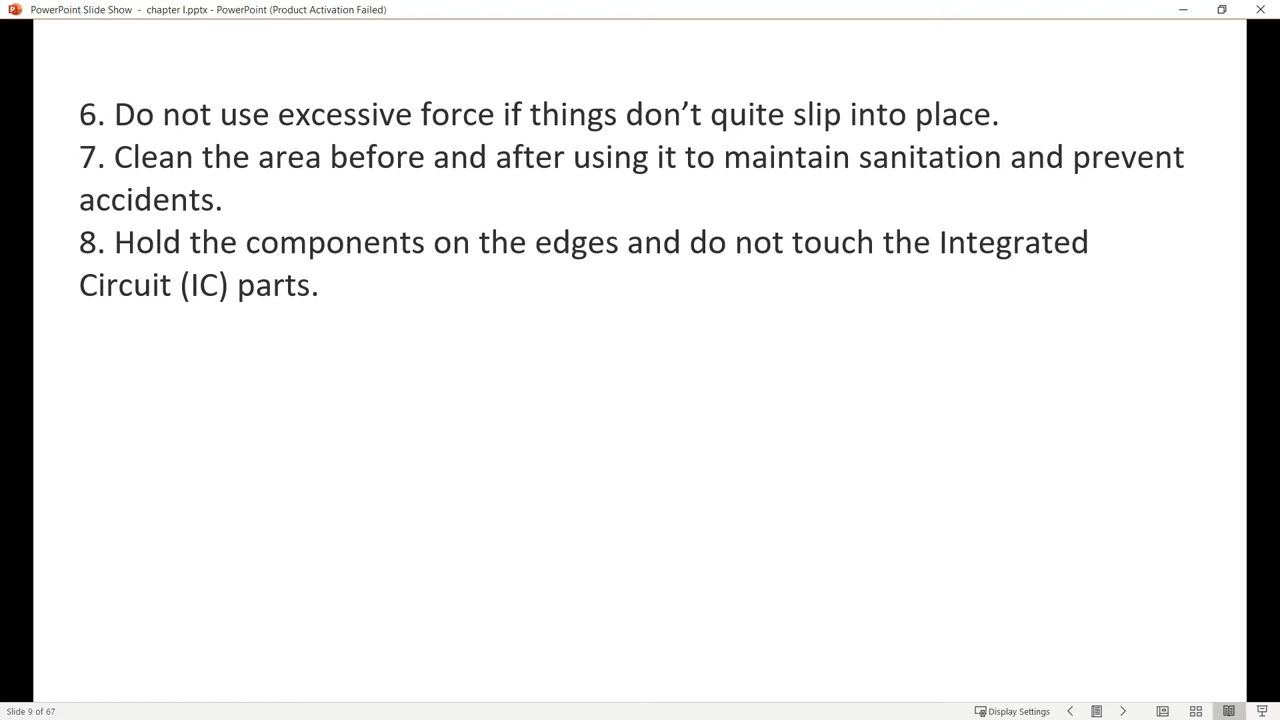 PowerPoint Slide Show - chapter I.pptx - PowerPoint (Product Activation Failed)
6. Do not use excessive force if things don’t quite slip into place.
7. Clean the area before and after using it to maintain sanitation and prevent
accidents.
8. Hold the components on the edges and do not touch the Integrated
Circuit (IC) parts.
Slide 9 of 67
Display Settings